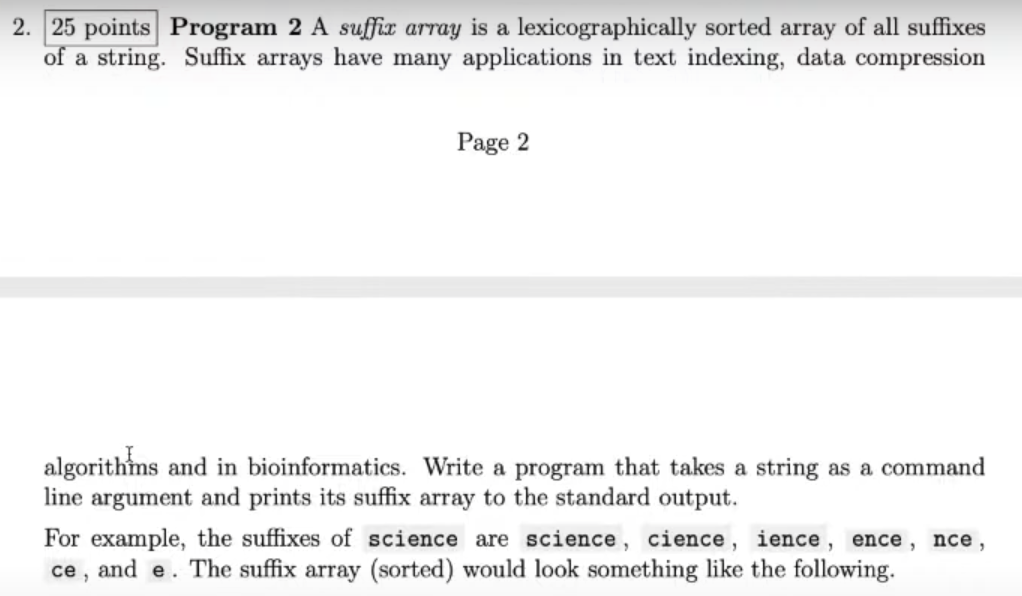 2. 25 points Program 2 A suffix array is a lexicographically sorted array of all suffixes
of a string. Suffix arrays have many applications in text indexing, data compression
Page 2
algorithms and in bioinformatics. Write a program that takes a string as a command
line argument and prints its suffix array to the standard output.
For example, the suffixes of science are science, cience, ience, ence, nce,
ce, and e. The suffix array (sorted) would look something like the following.